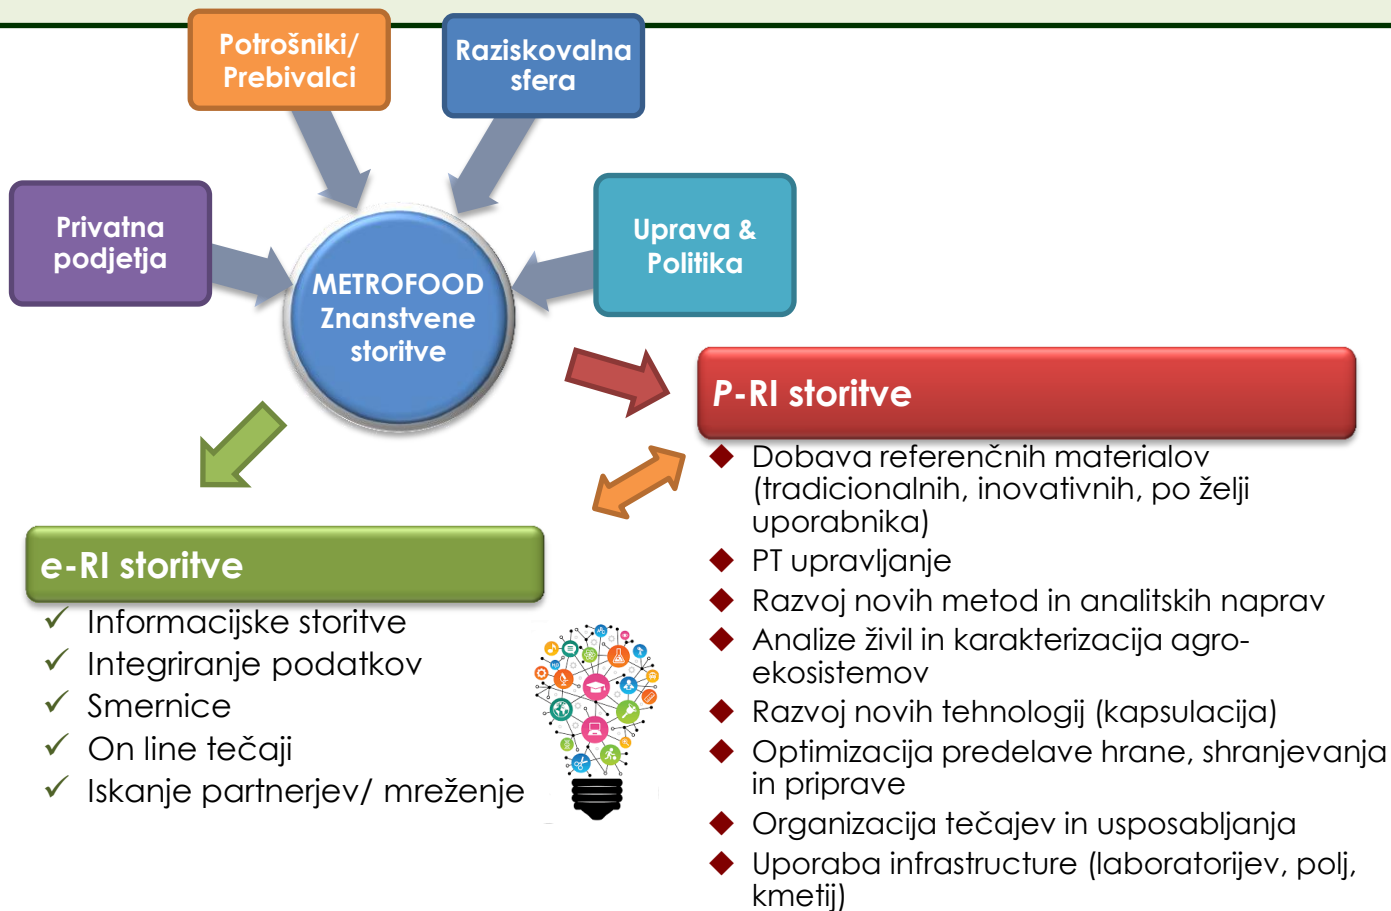 Potrošniki/
Prebivalci
Raziskovalna
sfera
Privatna
podjetja
Uprava &
Politika
METROFOOD
Znanstvene
storitve
P-RI storitve
Dobava referenčnih materialov
(tradicionalnih, inovativnih, po želji
uporabnika)
PT upravljanje
Razvoj novih metod in analitskih naprav
Analize živil in karakterizacija agro-
ekosistemov
Razvoj novih tehnologij (kapsulacija)
Optimizacija predelave hrane, shranjevanja
in priprave
Organizacija tečajev in usposabljanja
Uporaba infrastructure (laboratorijev, polj,
kmetij)
e-RI storitve
Informacijske storitve
Integriranje podatkov
Smernice
On line tečaji
Iskanje partnerjev/ mreženje